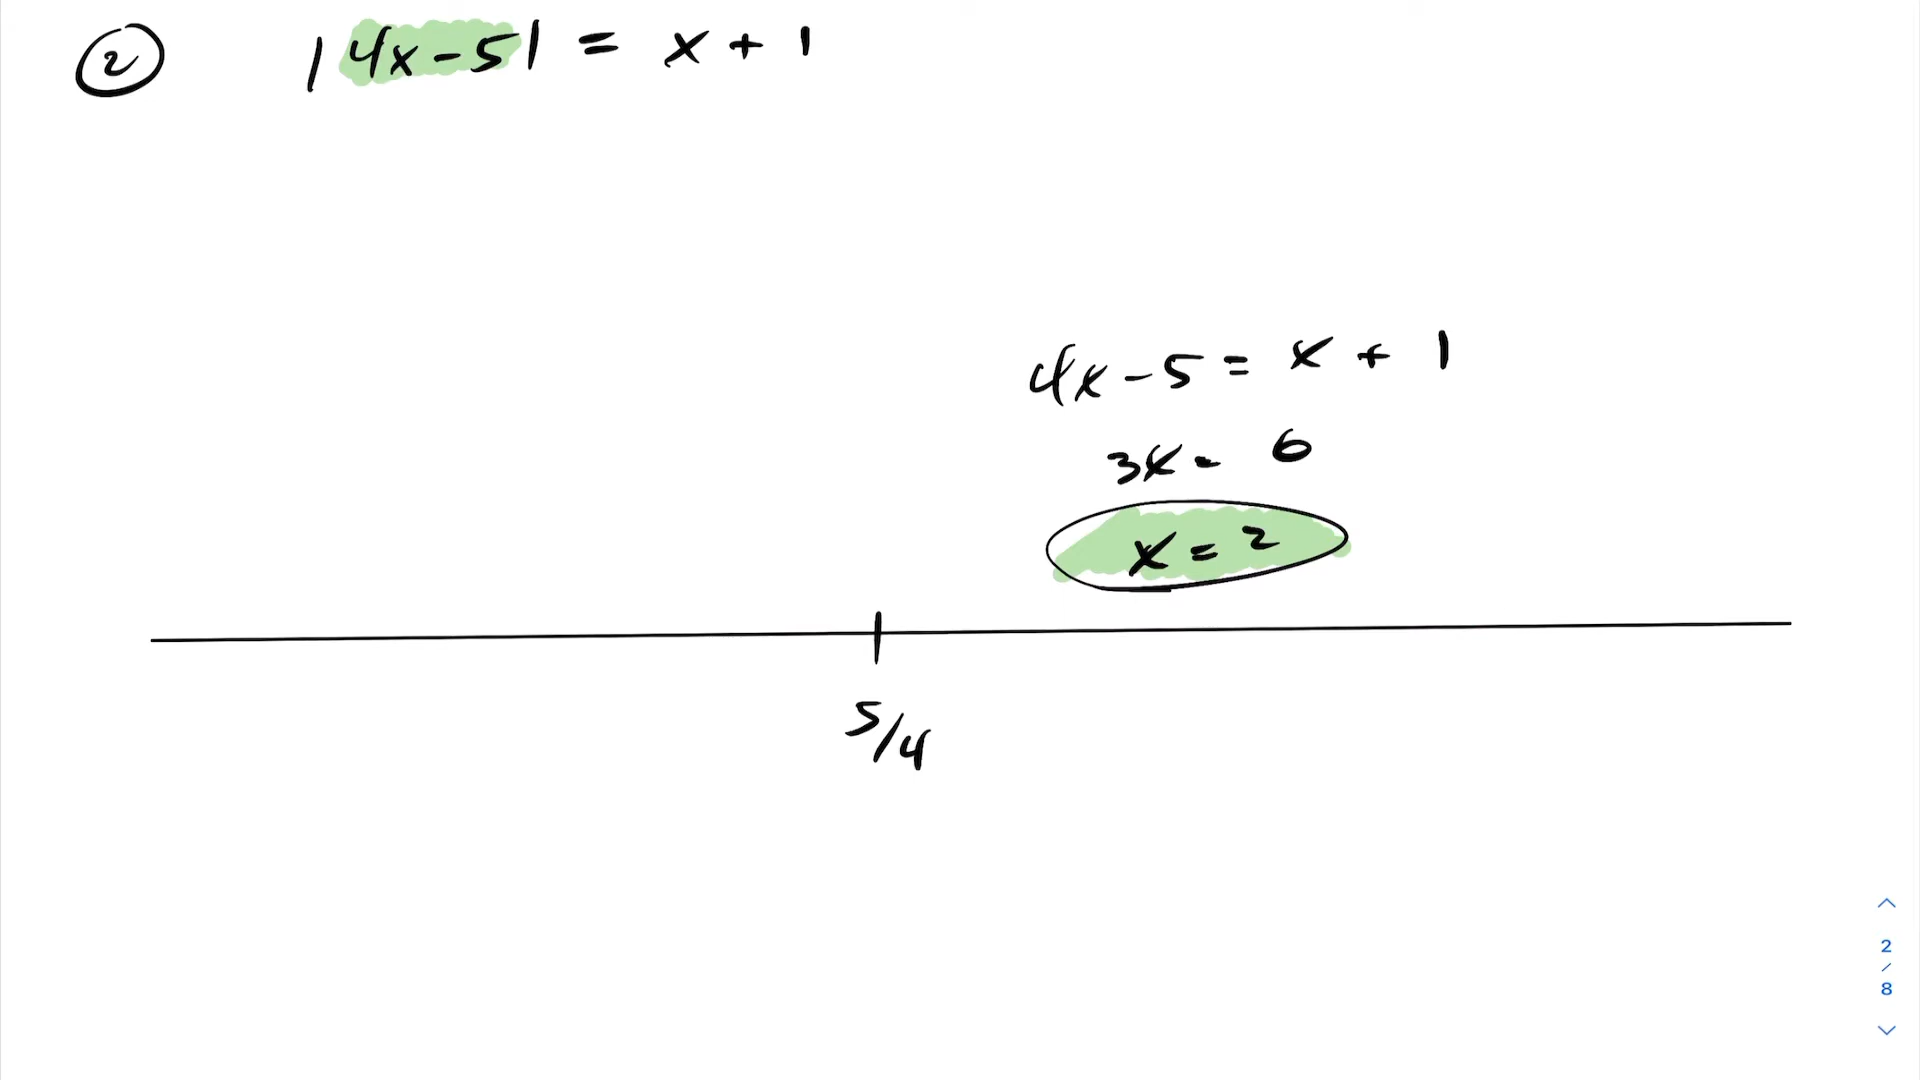 2 |4x-5| = x + 1
4x-5 = x + 1
3x = 6
x = 2
5/4
2
/
8